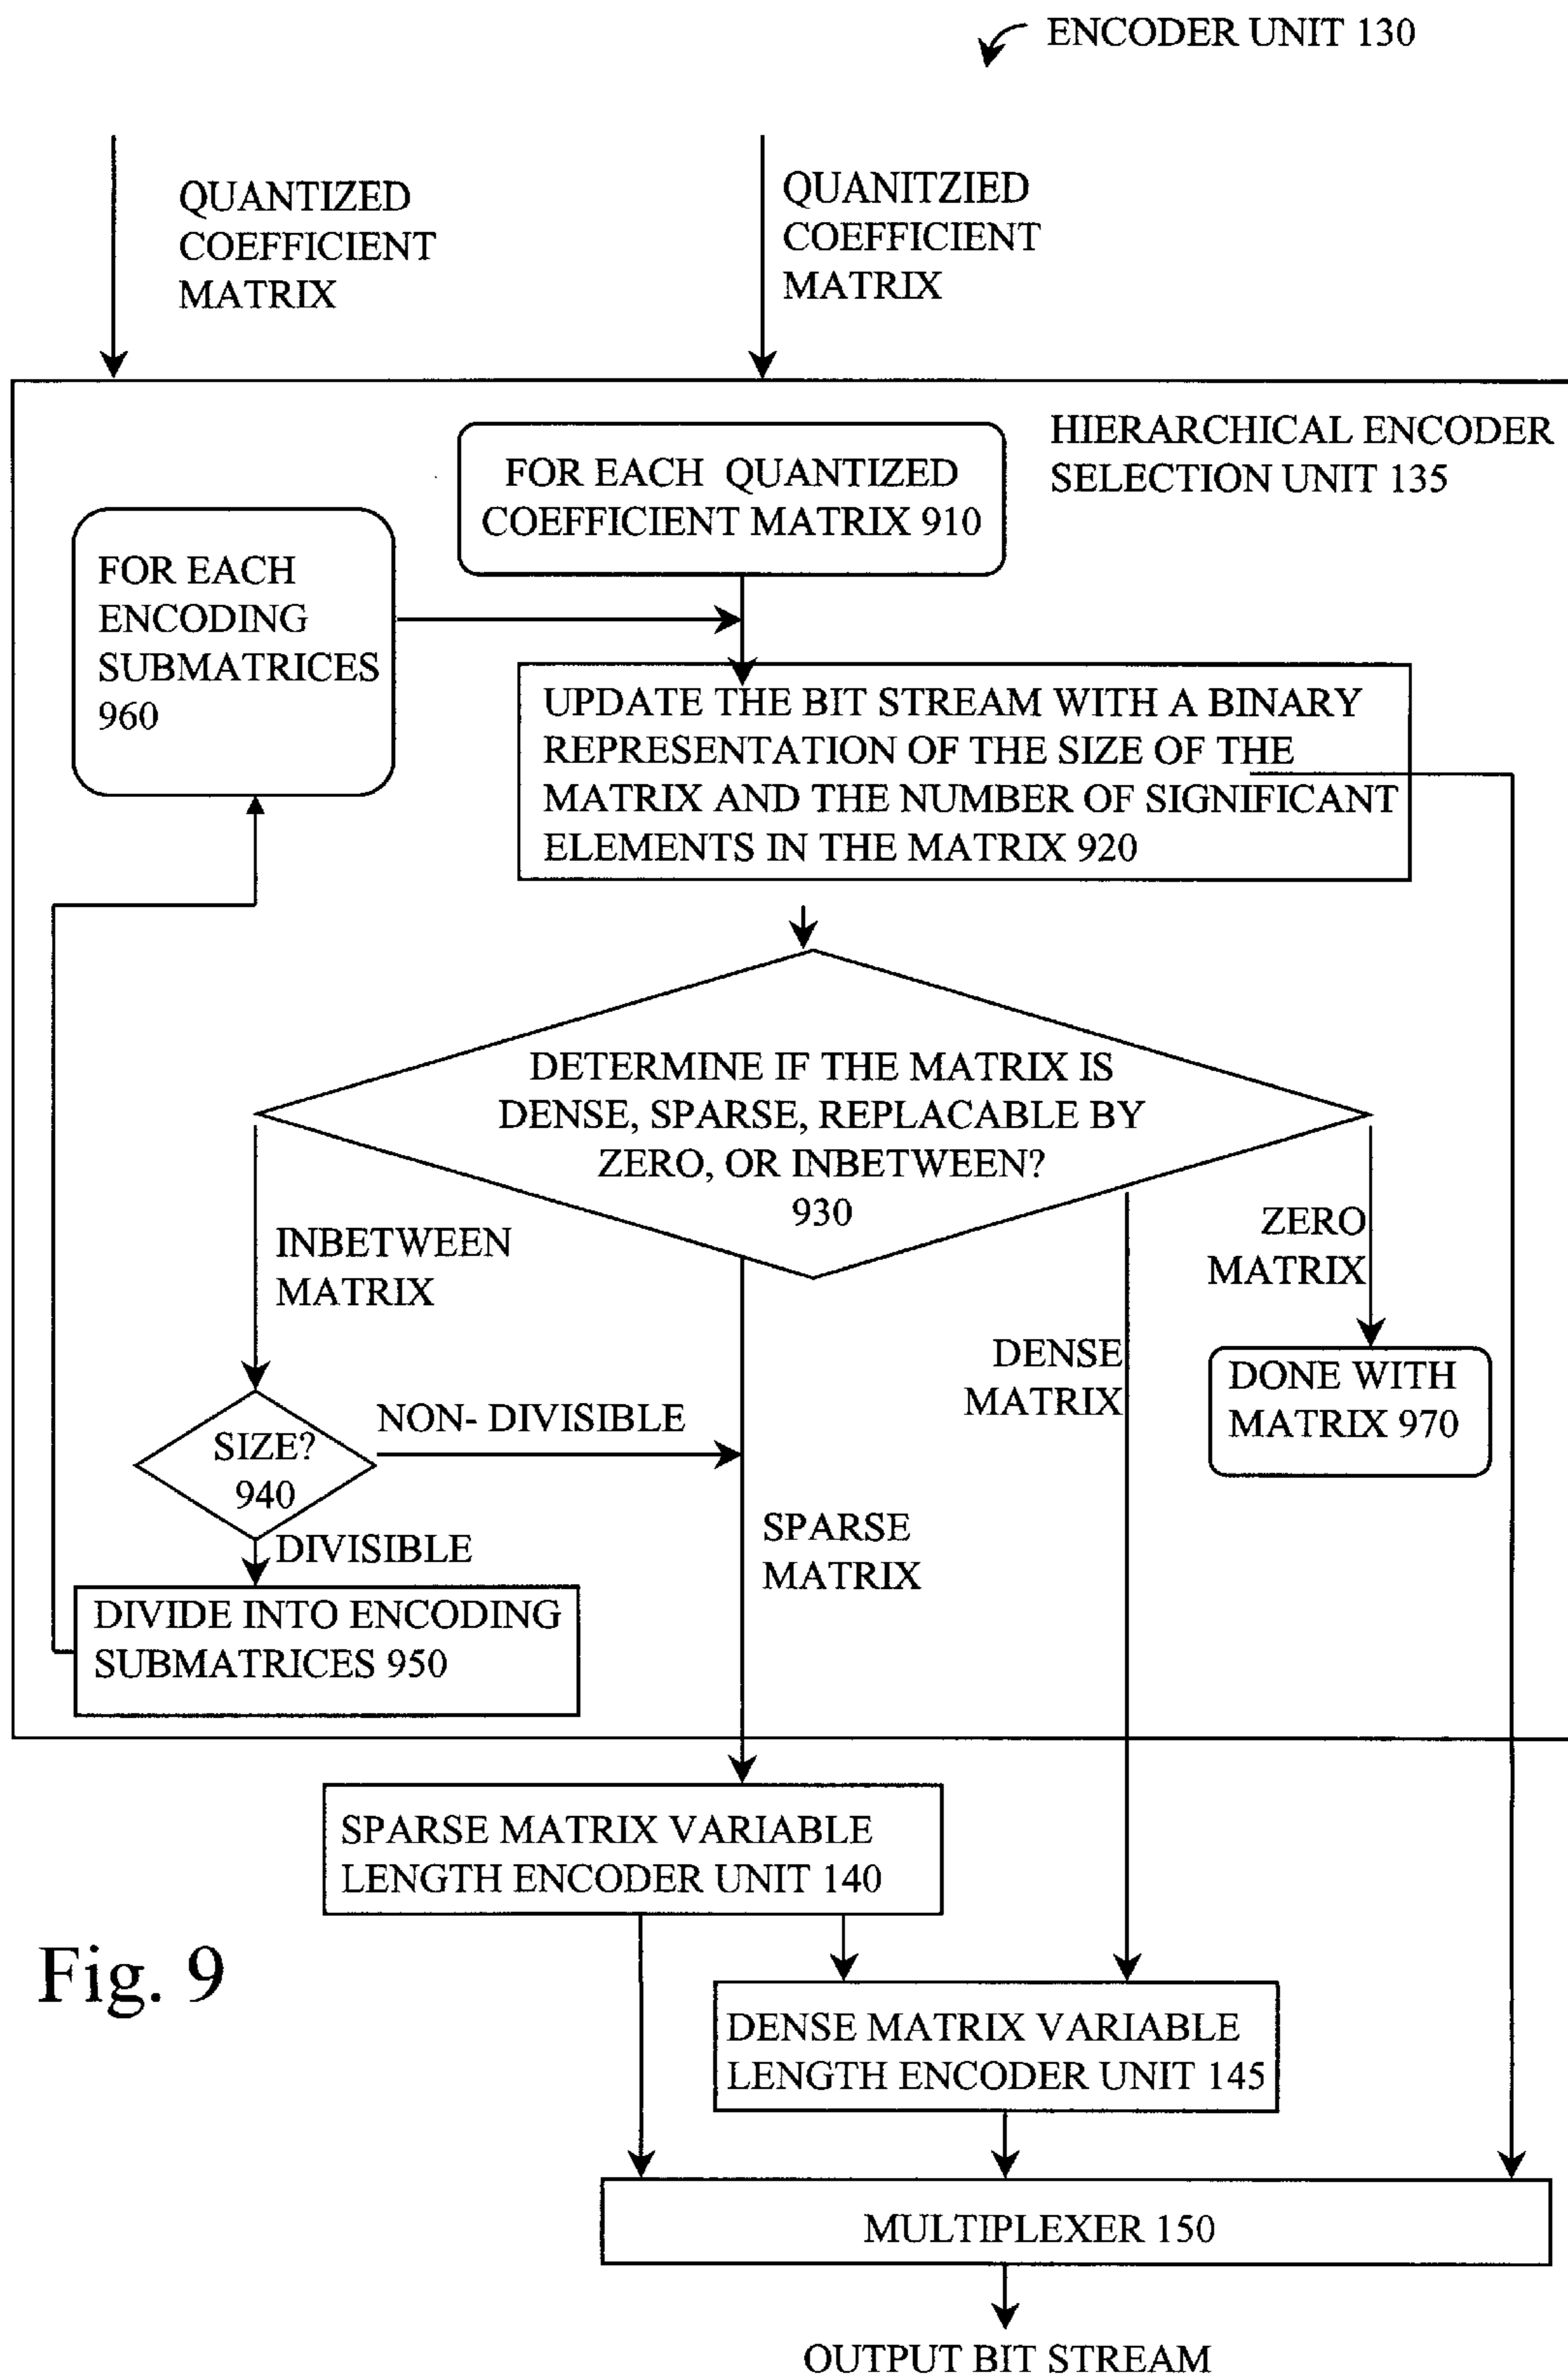 ENCODER UNIT 130
QUANTIZED
COEFFICIENT
MATRIX
QUANITZIED
COEFFICIENT
MATRIX
HIERARCHICAL ENCODER
SELECTION UNIT 135
FOR EACH QUANTIZED
COEFFICIENT MATRIX 910
FOR EACH
ENCODING
SUBMATRICES
960
UPDATE THE BIT STREAM WITH A BINARY
REPRESENTATION OF THE SIZE OF THE
MATRIX AND THE NUMBER OF SIGNIFICANT
ELEMENTS IN THE MATRIX 920
DETERMINE IF THE MATRIX IS
DENSE, SPARSE, REPLACABLE BY
ZERO, OR INBETWEEN?
930
INBETWEEN
MATRIX
ZERO
MATRIX
DENSE
MATRIX
DONE WITH
MATRIX 970
SIZE?
940
NON- DIVISIBLE
DIVISIBLE
SPARSE
MATRIX
DIVIDE INTO ENCODING
SUBMATRICES 950
SPARSE MATRIX VARIABLE
LENGTH ENCODER UNIT 140
Fig. 9
DENSE MATRIX VARIABLE
LENGTH ENCODER UNIT 145
MULTIPLEXER 150
OUTPUT BIT STREAM